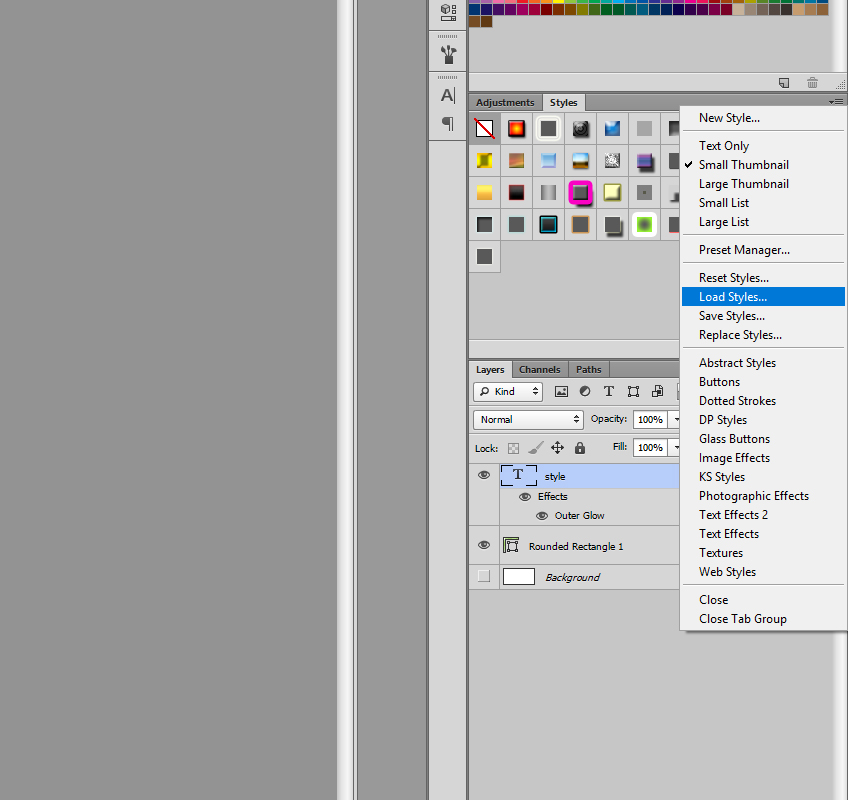 Adjustments
Styles
New Style...
Text Only
Small Thumbnail
Large Thumbnail
Small List
Large List
Preset Manager...
Reset Styles...
Load Styles...
Save Styles...
Replace Styles...
Abstract Styles
Buttons
Dotted Strokes
DP Styles
Glass Buttons
Image Effects
KS Styles
Photographic Effects
Text Effects 2
Text Effects
Textures
Web Styles
Close
Close Tab Group
Layers
Channels
Paths
Kind
Normal
Opacity: 100%
Lock:
Fill: 100%
style
Effects
Outer Glow
Rounded Rectangle 1
Background